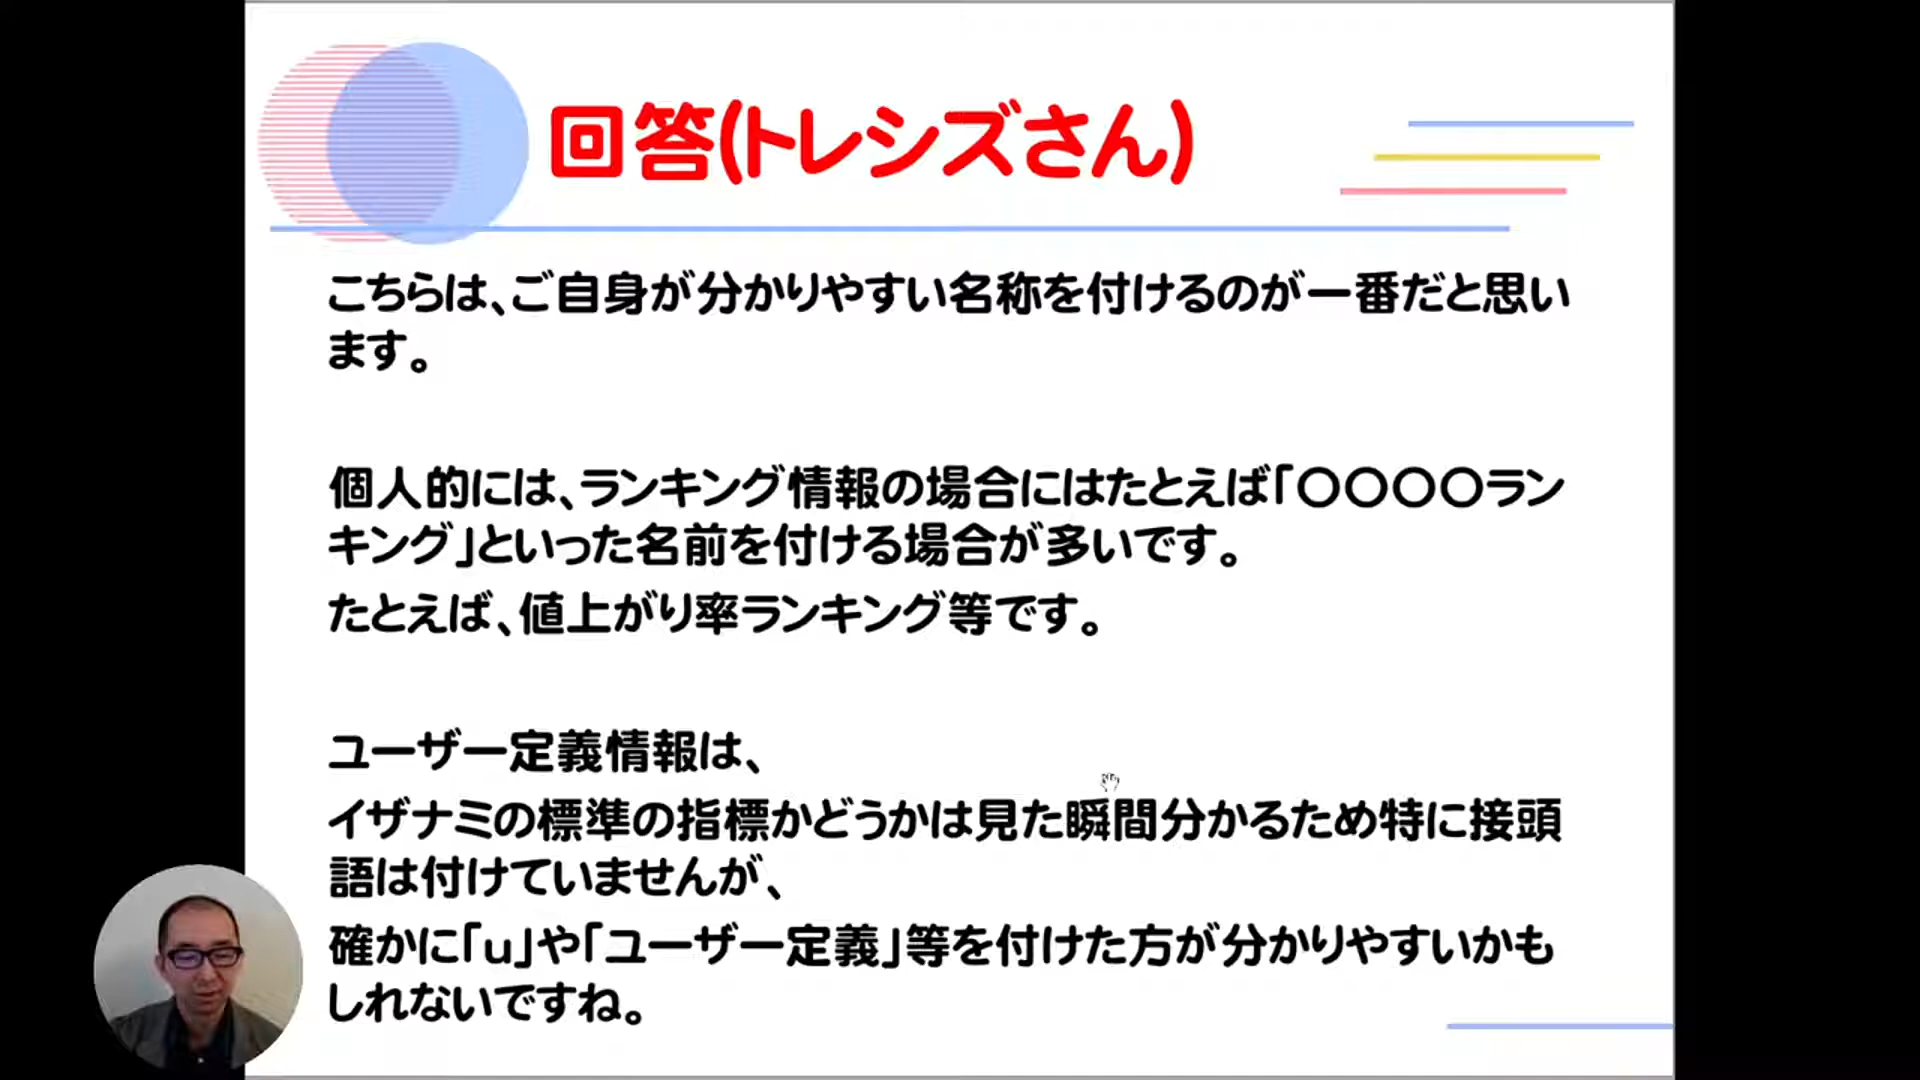 回答(トレシズさん)
こちらは、ご自身が分かりやすい名称を付けるのが一番だと思い
ます。
個人的には、ランキング情報の場合にはたとえば「〇〇〇〇ラン
キング」といった名前を付ける場合が多いです。
たとえば、値上がり率ランキング等です。
ユーザー定義情報は、
イザナミの標準の指標かどうかは見た瞬間分かるため特に接頭
語は付けていませんが、
確かに「u」や「ユーザー定義」等を付けた方が分かりやすいかも
しれないですね。